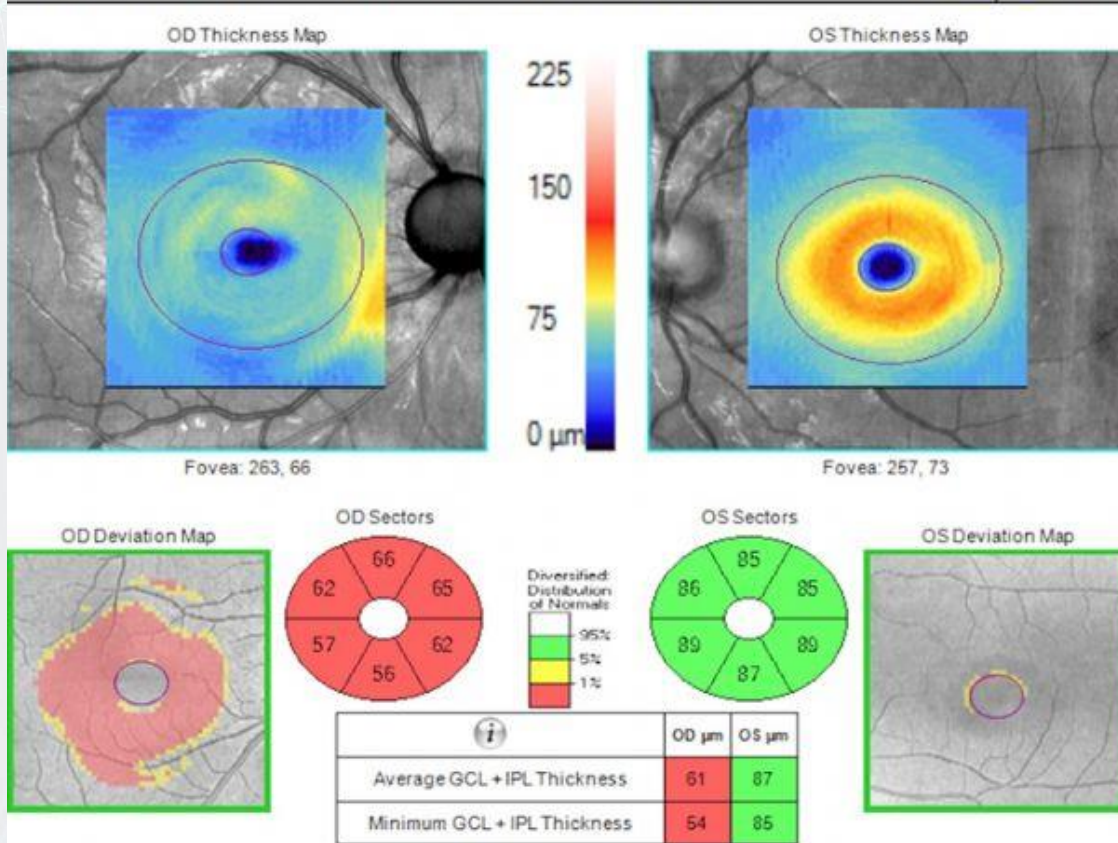 OD Thickness Map
OS Thickness Map
225
150
75
0 µm
Fovea: 263, 66
Fovea: 257, 73
OD Deviation Map
OD Sectors
66
62
65
57
62
56
Diversified:
Distribution
of Normals
95%
5%
1%
OS Sectors
85
86
85
89
89
87
OS Deviation Map
i OD µm OS µm
Average GCL + IPL Thickness 61 87
Minimum GCL + IPL Thickness 54 85